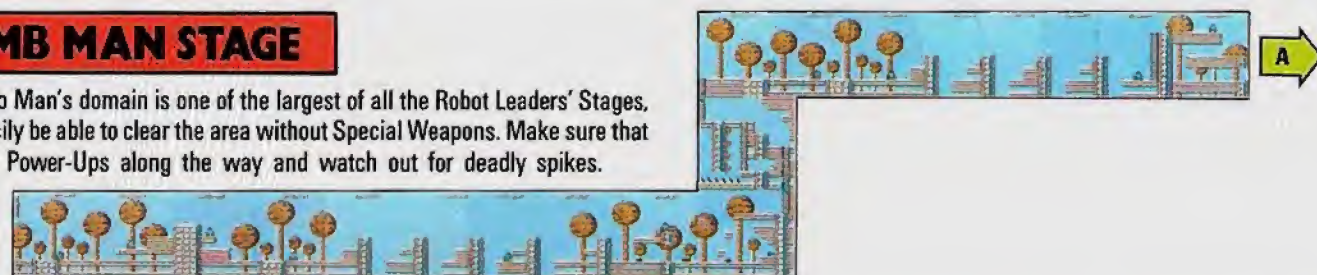 MB MAN STAGE
A
o Man's domain is one of the largest of all the Robot Leaders' Stages,
sily be able to clear the area without Special Weapons. Make sure that
Power-Ups along the way and watch out for deadly spikes.